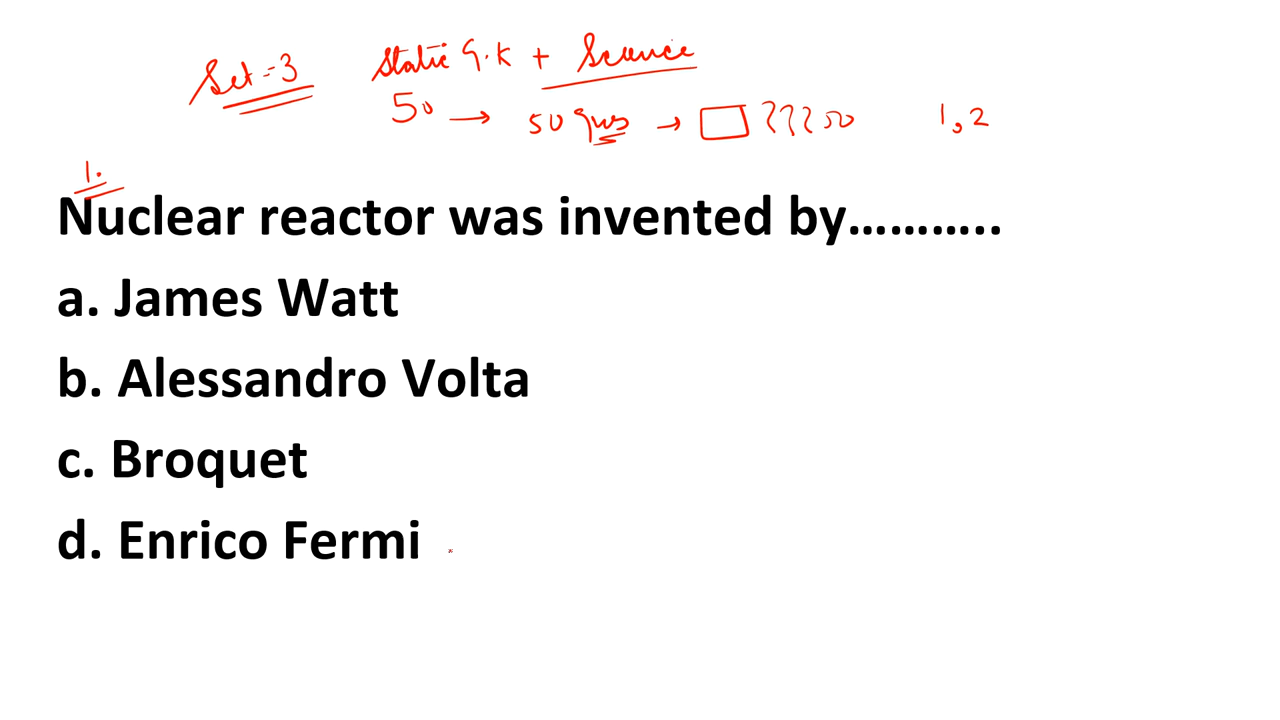 Set-3 Static G.K + Science
50 → 50 ques → ???50 1,2
1.
Nuclear reactor was invented by………..
a. James Watt
b. Alessandro Volta
c. Broquet
d. Enrico Fermi